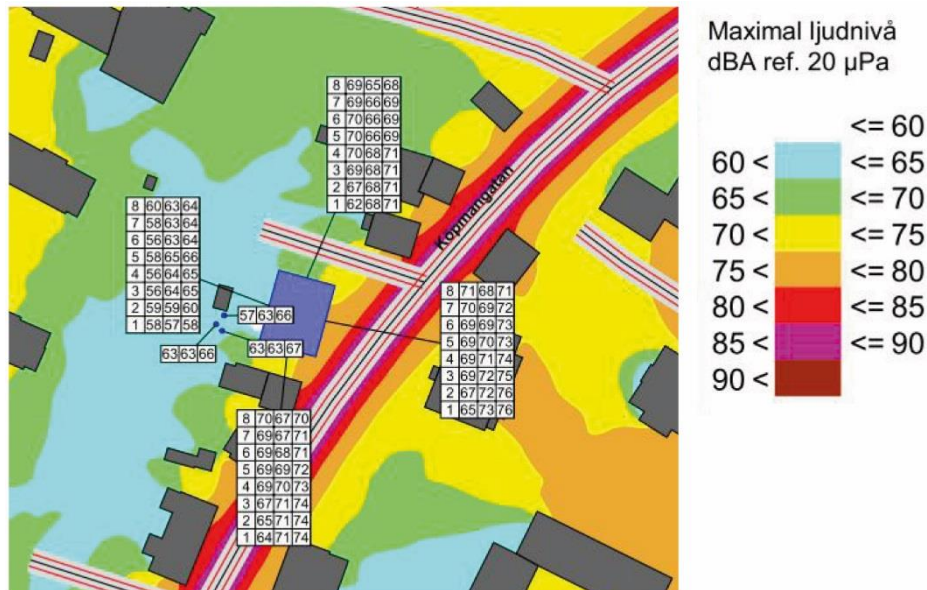 Maximal ljudnivå
dBA ref. 20 µPa
<= 60
60 < <= 65
65 < <= 70
70 < <= 75
75 < <= 80
80 < <= 85
85 < <= 90
90 <
Köpmangatan
8 69 65 68
7 69 66 69
6 70 66 69
5 70 66 69
4 70 68 71
3 69 68 71
2 67 68 71
1 62 68 71
8 60 63 64
7 58 63 64
6 56 63 64
5 58 65 66
4 56 64 65
3 56 64 65
2 59 59 60
1 58 57 58
57 63 66
63 63 66
63 63 67
8 71 68 71
7 70 69 72
6 69 69 73
5 69 70 73
4 69 71 74
3 69 72 75
2 67 72 76
1 65 73 76
8 70 67 70
7 69 67 71
6 69 68 71
5 69 69 72
4 69 70 73
3 67 71 74
2 65 71 74
1 64 71 74